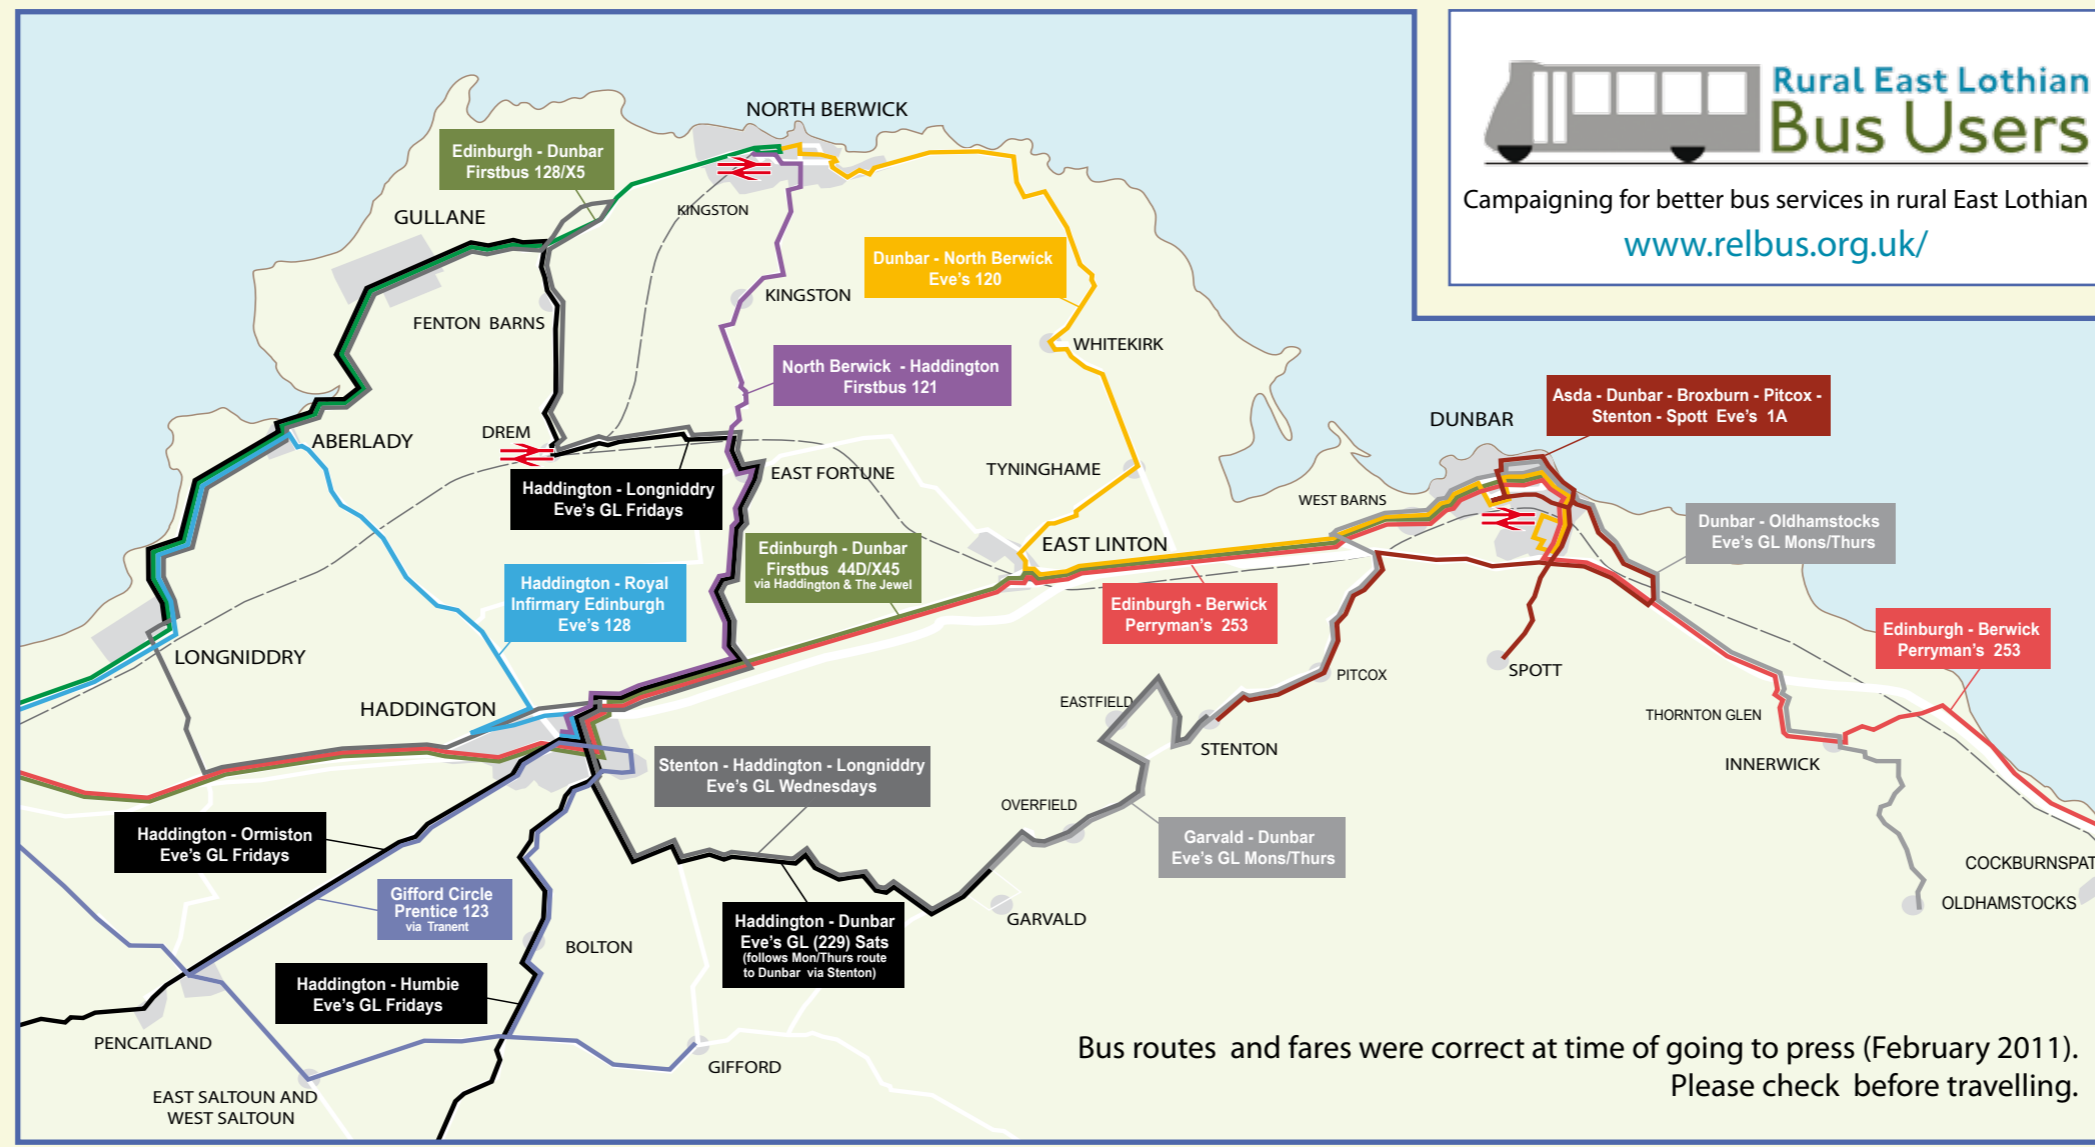 NORTH BERWICK
Rural East Lothian
Bus Users
Campaigning for better bus services in rural East Lothian
www.relbus.org.uk/
Edinburgh - Dunbar
Firstbus 128/X5
GULLANE
KINGSTON
Dunbar - North Berwick
Eve's 120
KINGSTON
FENTON BARNS
WHITEKIRK
North Berwick - Haddington
Firstbus 121
Asda - Dunbar - Broxburn - Pitcox -
Stenton - Spott Eve's 1A
DUNBAR
ABERLADY
DREM
EAST FORTUNE
TYNINGHAME
WEST BARNS
Haddington - Longniddry
Eve's GL Fridays
Dunbar - Oldhamstocks
Eve's GL Mons/Thurs
EAST LINTON
Edinburgh - Dunbar
Firstbus 44D/X45
via Haddington & The Jewel
Haddington - Royal
Infirmary Edinburgh
Eve's 128
Edinburgh - Berwick
Perryman's 253
Edinburgh - Berwick
Perryman's 253
LONGNIDDRY
SPOTT
PITCOX
EASTFIELD
HADDINGTON
THORNTON GLEN
STENTON
INNERWICK
Stenton - Haddington - Longniddry
Eve's GL Wednesdays
OVERFIELD
Haddington - Ormiston
Eve's GL Fridays
Garvald - Dunbar
Eve's GL Mons/Thurs
COCKBURNSPAT
OLDHAMSTOCKS
Gifford Circle
Prentice 123
via Tranent
GARVALD
Haddington - Dunbar
Eve's GL (229) Sats
(follows Mon/Thurs route
to Dunbar via Stenton)
BOLTON
Haddington - Humbie
Eve's GL Fridays
PENCAITLAND
GIFFORD
EAST SALTOUN AND
WEST SALTOUN
Bus routes and fares were correct at time of going to press (February 2011).
Please check before travelling.